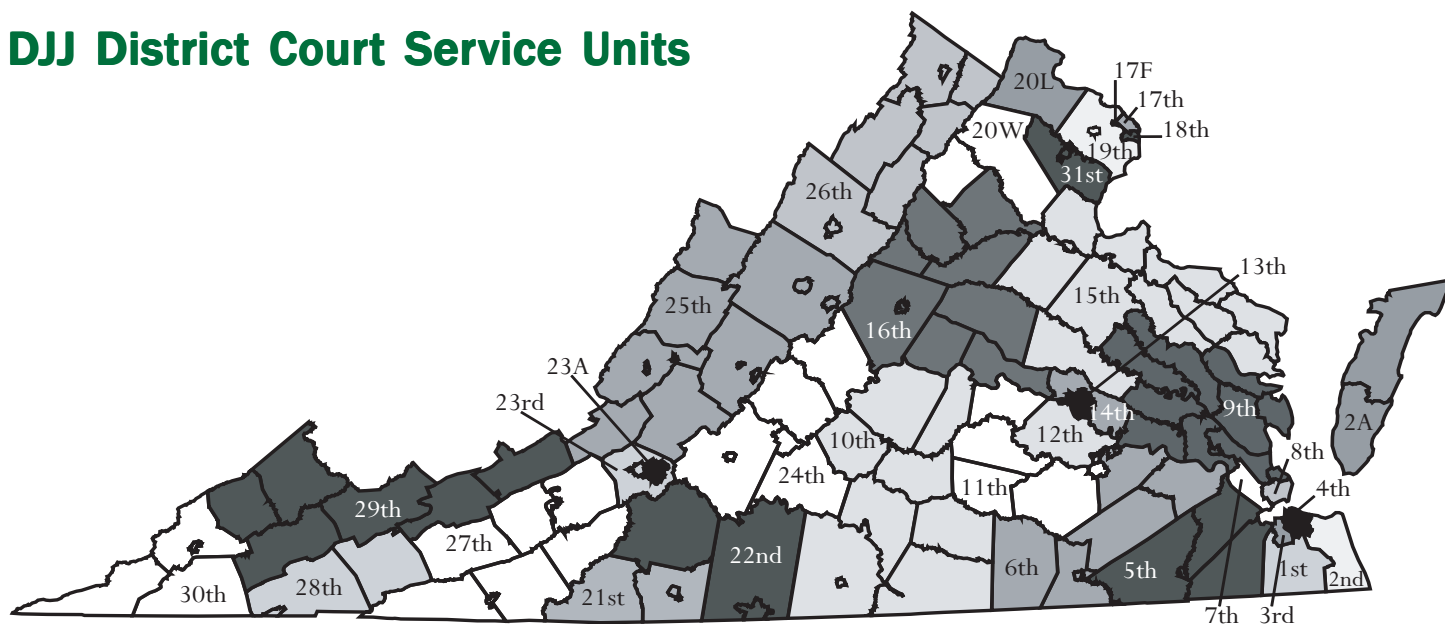 DJJ District Court Service Units
17F
20L
17th
18th
20W
19th
31st
26th
13th
25th
15th
16th
23A
23rd
9th
14th
2A
12th
10th
8th
24th
11th
4th
29th
27th
22nd
6th
5th
1st
2nd
28th
30th
21st
7th
3rd